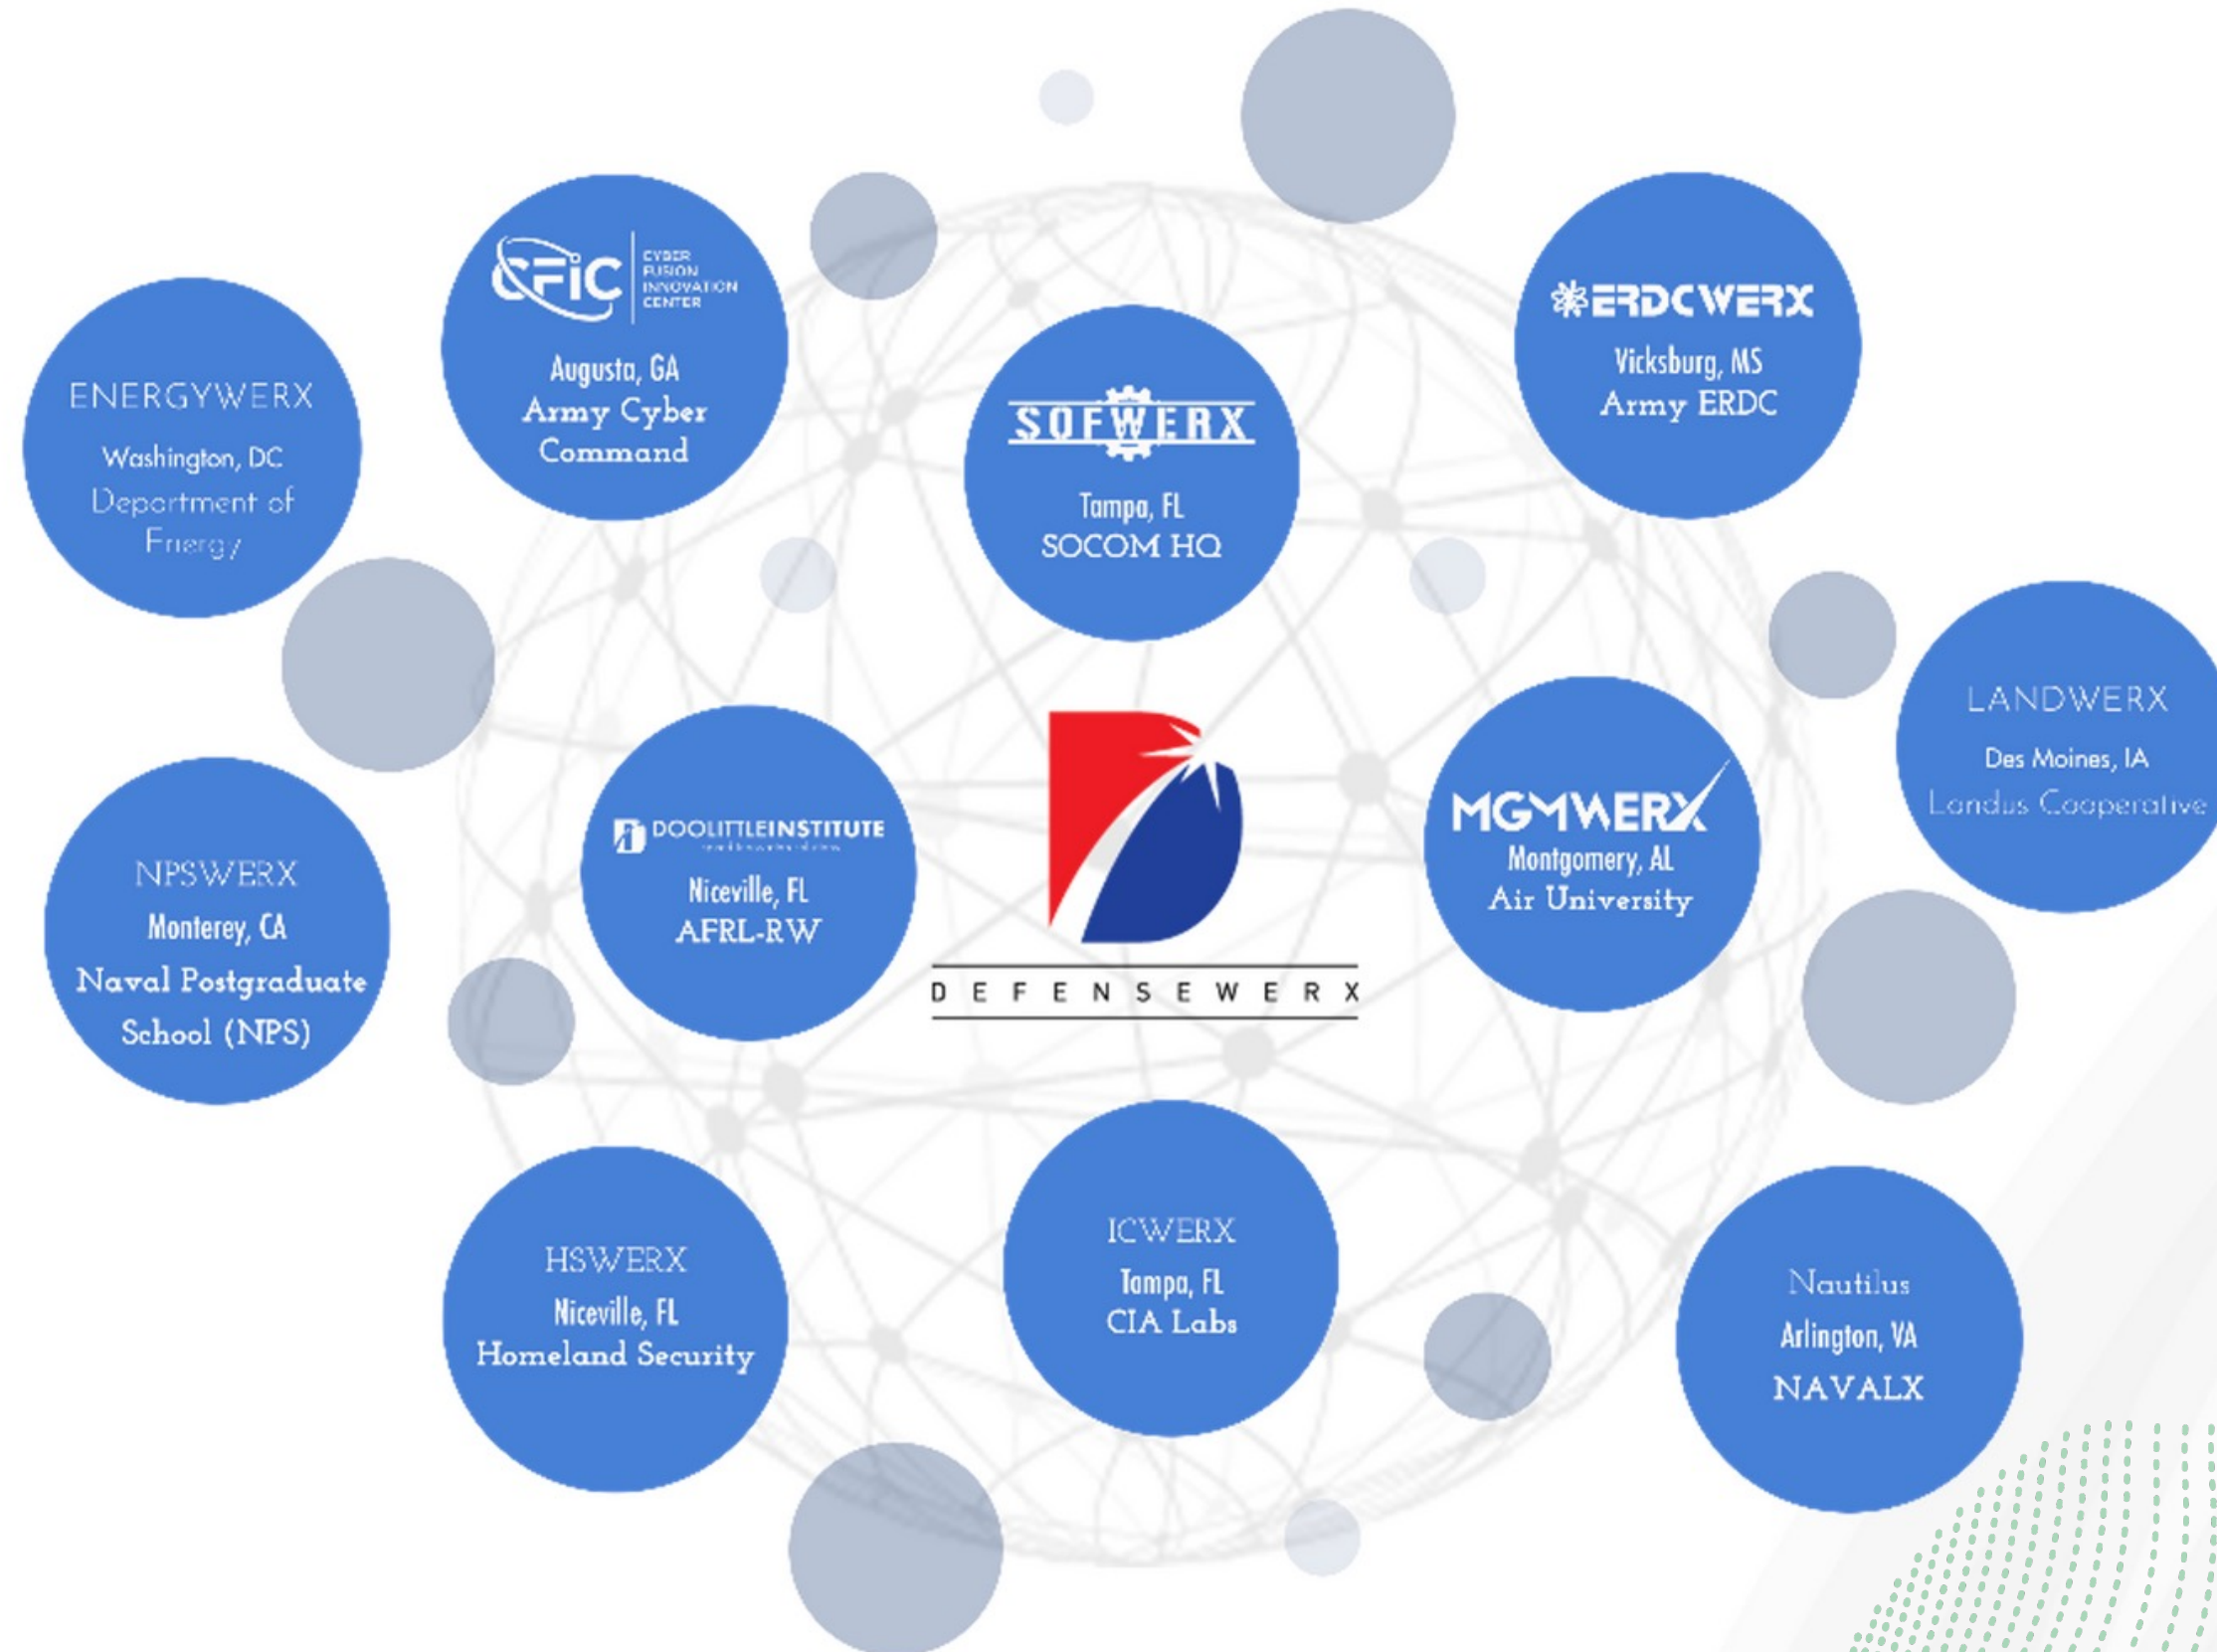 ENERGYWERX
Washington, DC
Department of
Energy
CFIC
CYBER
FUSION
INNOVATION
CENTER
Augusta, GA
Army Cyber
Command
SOFWERX
Tampa, FL
SOCOM HQ
ERDCWERX
Vicksburg, MS
Army ERDC
NPSWERX
Monterey, CA
Naval Postgraduate
School (NPS)
DOOLITTLEINSTITUTE
Niceville, FL
AFRL-RW
DEFENSEWERX
MGMWERX
Montgomery, AL
Air University
LANDWERX
Des Moines, IA
Landus Cooperative
HSWERX
Niceville, FL
Homeland Security
ICWERX
Tampa, FL
CIA Labs
Nautilus
Arlington, VA
NAVALX